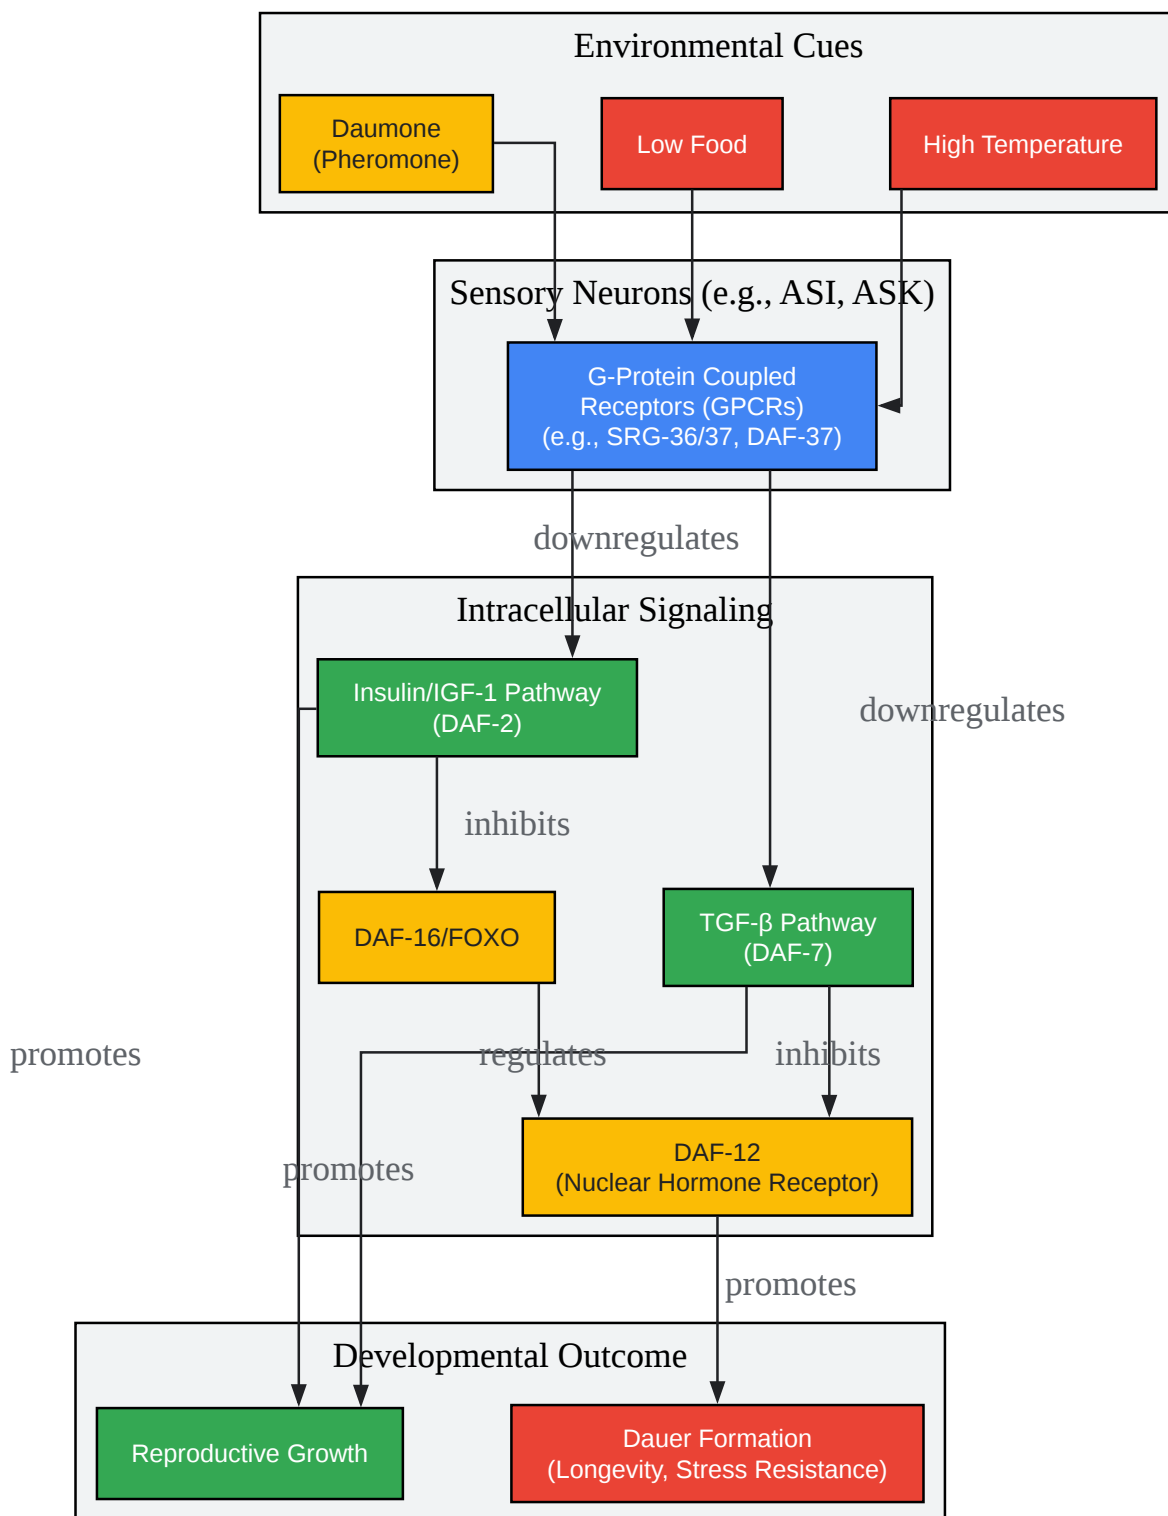 Environmental Cues
Daumone
(Pheromone)
Low Food
High Temperature
Sensory Neurons (e.g., ASI, ASK)
G-Protein Coupled
Receptors (GPCRs)
(e.g., SRG-36/37, DAF-37)
downregulates
Intracellular Signaling
Insulin/IGF-1 Pathway
(DAF-2)
downregulates
inhibits
DAF-16/FOXO
TGF-β Pathway
(DAF-7)
promotes
regulates
inhibits
promotes
DAF-12
(Nuclear Hormone Receptor)
promotes
Developmental Outcome
Reproductive Growth
Dauer Formation
(Longevity, Stress Resistance)